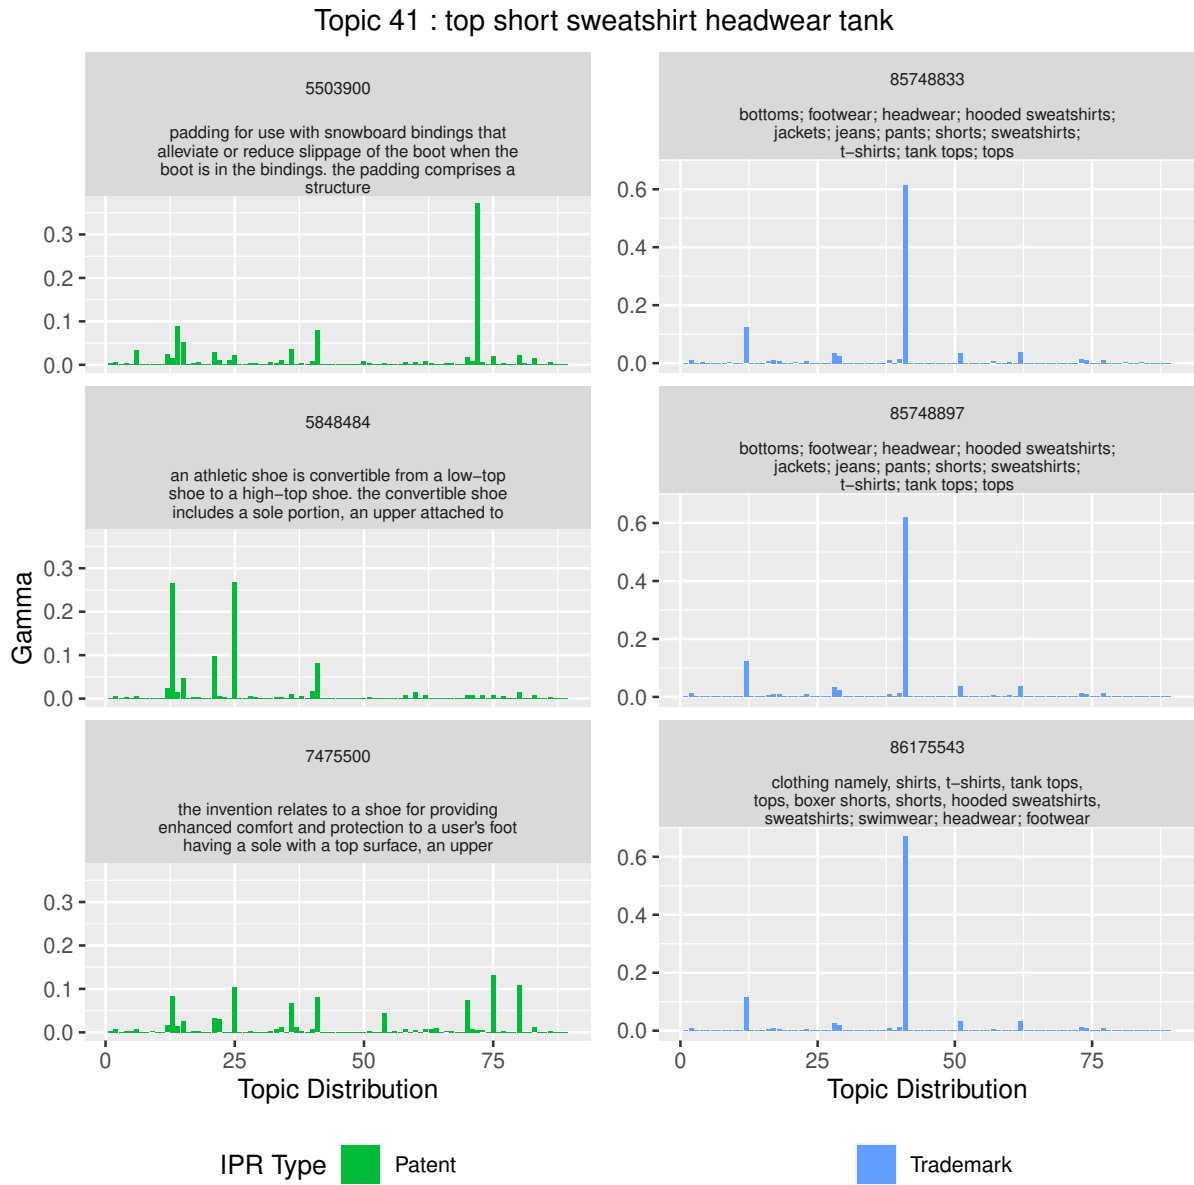 Topic 41 : top short sweatshirt headwear tank
5503900
padding for use with snowboard bindings that
alleviate or reduce slippage of the boot when the
boot is in the bindings. the padding comprises a
structure
0.3
0.2
0.1
0.0
85748833
bottoms; footwear; headwear; hooded sweatshirts;
jackets; jeans; pants; shorts; sweatshirts;
t−shirts; tank tops; tops
0.6
0.4
0.2
0.0
5848484
an athletic shoe is convertible from a low−top
shoe to a high−top shoe. the convertible shoe
includes a sole portion, an upper attached to
0.3
0.2
0.1
0.0
85748897
bottoms; footwear; headwear; hooded sweatshirts;
jackets; jeans; pants; shorts; sweatshirts;
t−shirts; tank tops; tops
0.6
0.4
0.2
0.0
7475500
the invention relates to a shoe for providing
enhanced comfort and protection to a user's foot
having a sole with a top surface, an upper
0.3
0.2
0.1
0.0
86175543
clothing namely, shirts, t−shirts, tank tops,
tops, boxer shorts, shorts, hooded sweatshirts,
sweatshirts; swimwear; headwear; footwear
0.6
0.4
0.2
0.0
Gamma
0 25 50 75
0 25 50 75
Topic Distribution
Topic Distribution
IPR Type Patent Trademark